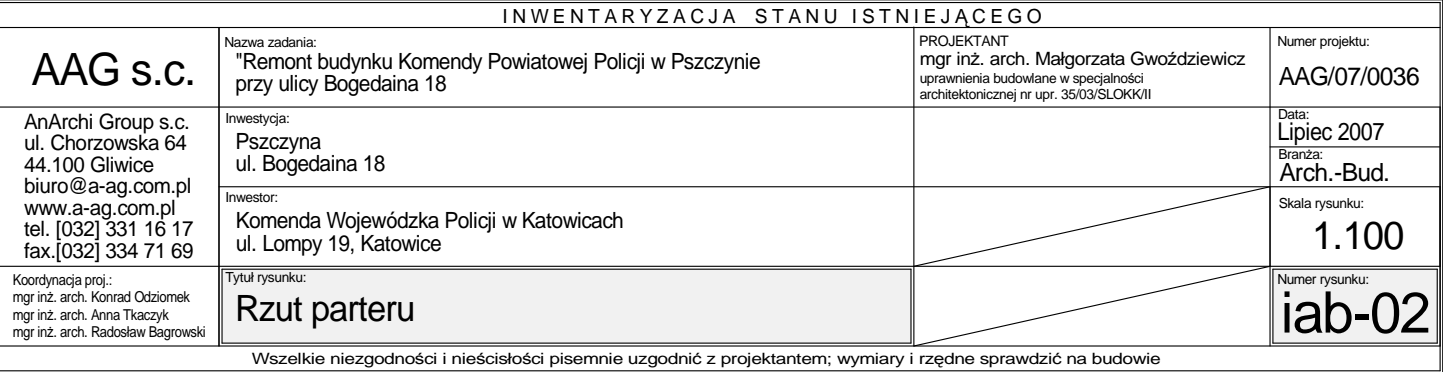 INWENTARYZACJA STANU ISTNIEJĄCEGO
AAG s.c.
Nazwa zadania:
"Remont budynku Komendy Powiatowej Policji w Pszczynie
przy ulicy Bogedaina 18
PROJEKTANT
mgr inż. arch. Małgorzata Gwoździewicz
uprawnienia budowlane w specjalności
architektonicznej nr upr. 35/03/SLOKK/II
Numer projektu:
AAG/07/0036
AnArchi Group s.c.
ul. Chorzowska 64
44.100 Gliwice
biuro@a-ag.com.pl
www.a-ag.com.pl
tel. [032] 331 16 17
fax.[032] 334 71 69
Inwestycja:
Pszczyna
ul. Bogedaina 18
Data:
Lipiec 2007
Branża:
Arch.-Bud.
Inwestor:
Komenda Wojewódzka Policji w Katowicach
ul. Lompy 19, Katowice
Skala rysunku:
1.100
Koordynacja proj.:
mgr inż. arch. Konrad Odziomek
mgr inż. arch. Anna Tkaczyk
mgr inż. arch. Radosław Bagrowski
Tytuł rysunku:
Rzut parteru
Numer rysunku:
iab-02
Wszelkie niezgodności i nieścisłości pisemnie uzgodnić z projektantem; wymiary i rzędne sprawdzić na budowie